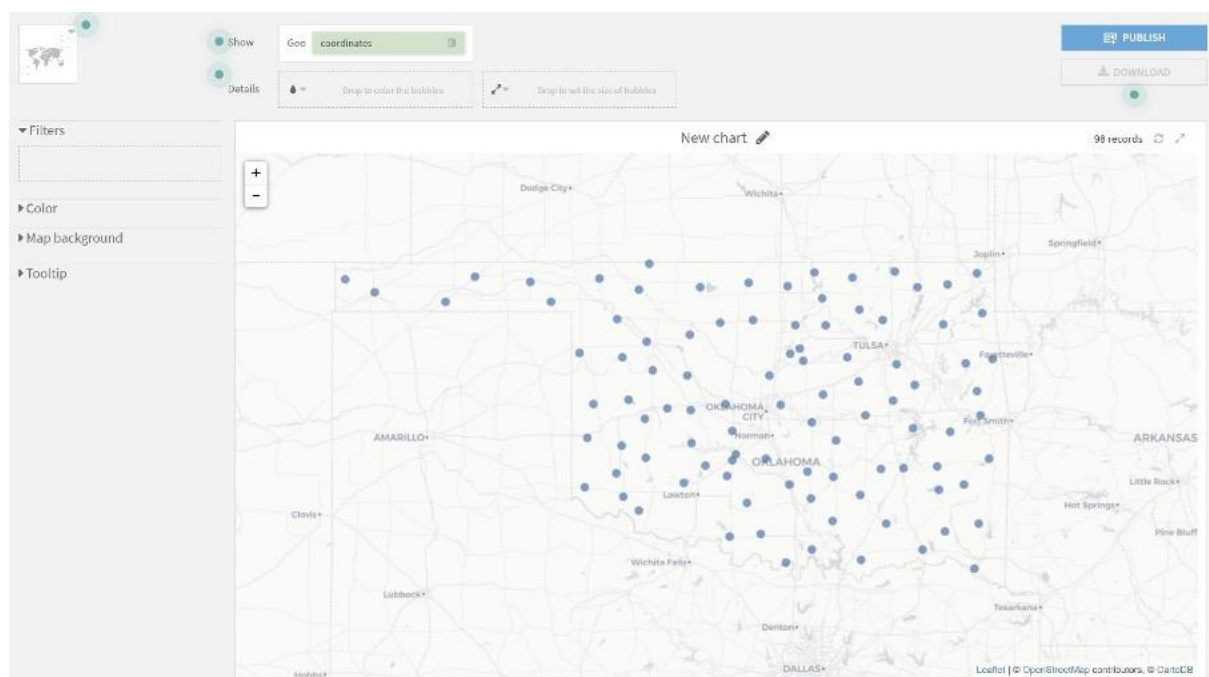 Show
Geo coordinates
PUBLISH
DOWNLOAD
Details
Drop to color the bubbles
Drop to set the size of bubbles
Filters
New chart
98 records
+
−
Color
Map background
Tooltip
Dodge City
Wichita
Springfield
Joplin
TULSA
Fayetteville
OKLAHOMA
CITY
Fort Smith
AMARILLO
Norman
ARKANSAS
OKLAHOMA
Little Rock
Lawton
Hot Springs
Clovis
Pine Bluff
Wichita Falls
Lubbock
Texarkana
Denton
DALLAS
Hobbs
Leaflet | © OpenStreetMap contributors, © CartoDB